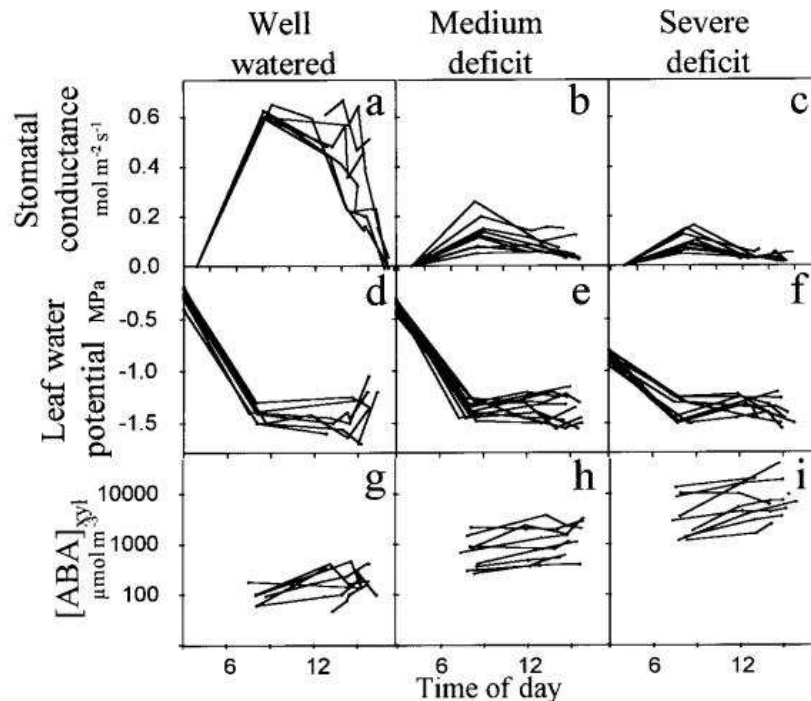 Well watered
Medium deficit
Severe deficit
Stomatal conductance
mol m⁻² s⁻¹
0.6
0.4
0.2
0.0
a
b
c
Leaf water potential MPa
-0.5
-1.0
-1.5
d
e
f
[ABA]xyl
µmol m⁻³
10000
1000
100
g
h
i
6 12 6 12 6 12
Time of day